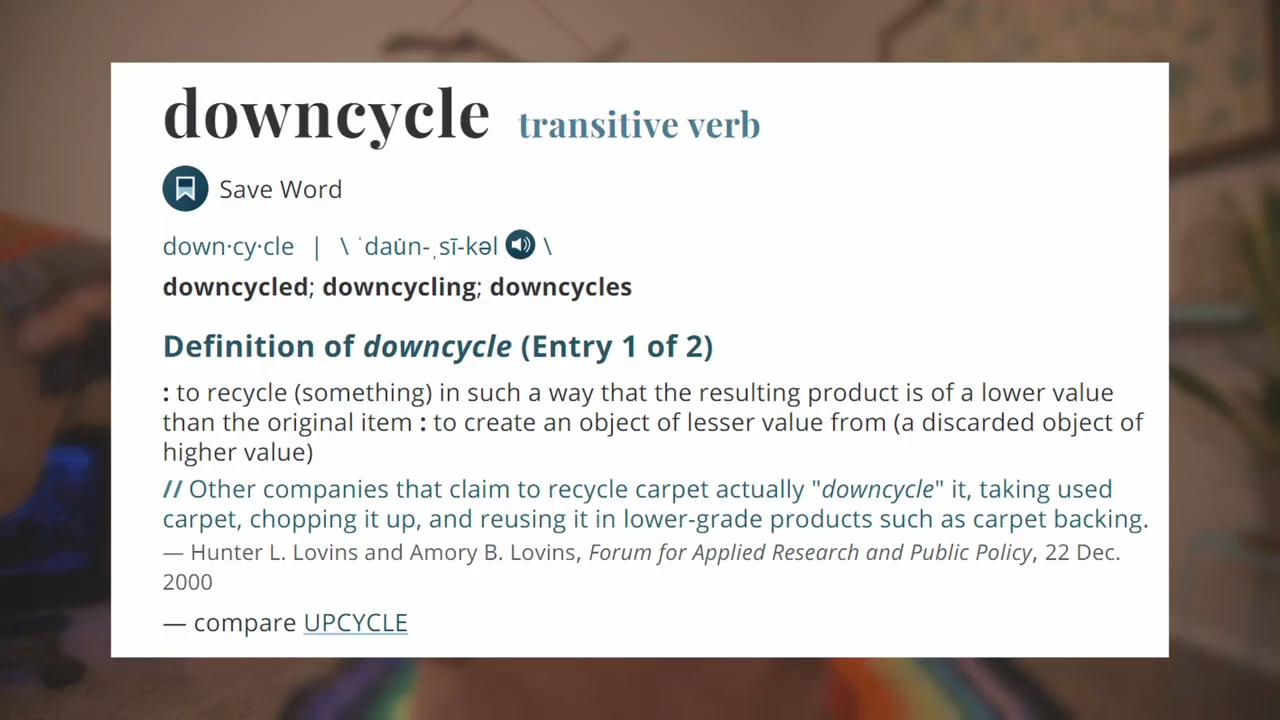 downcycle transitive verb
Save Word
down·cy·cle | \ ˈdau̇n-ˌsī-kəl \
downcycled; downcycling; downcycles
Definition of downcycle (Entry 1 of 2)
: to recycle (something) in such a way that the resulting product is of a lower value
than the original item : to create an object of lesser value from (a discarded object of
higher value)
// Other companies that claim to recycle carpet actually "downcycle" it, taking used
carpet, chopping it up, and reusing it in lower-grade products such as carpet backing.
— Hunter L. Lovins and Amory B. Lovins, Forum for Applied Research and Public Policy, 22 Dec.
2000
— compare UPCYCLE